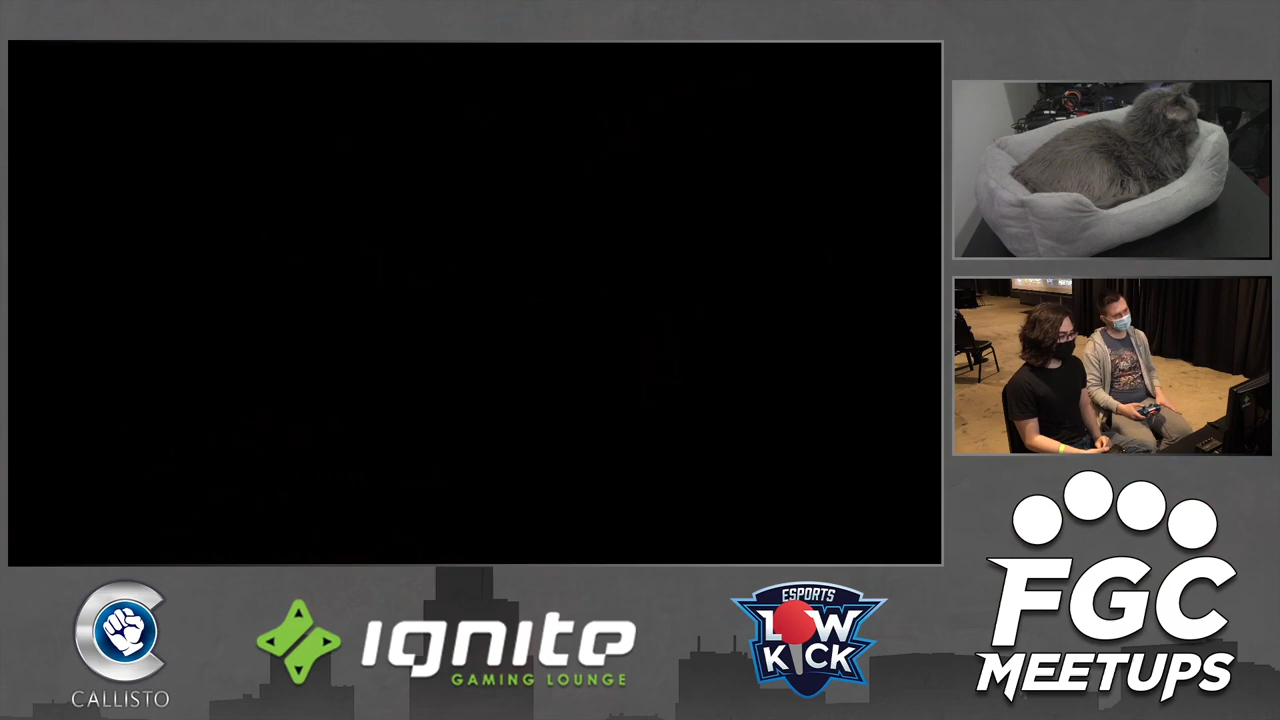 CALLISTO
ignite
GAMING LOUNGE
ESPORTS
LOW
KICK
FGC
MEETUPS